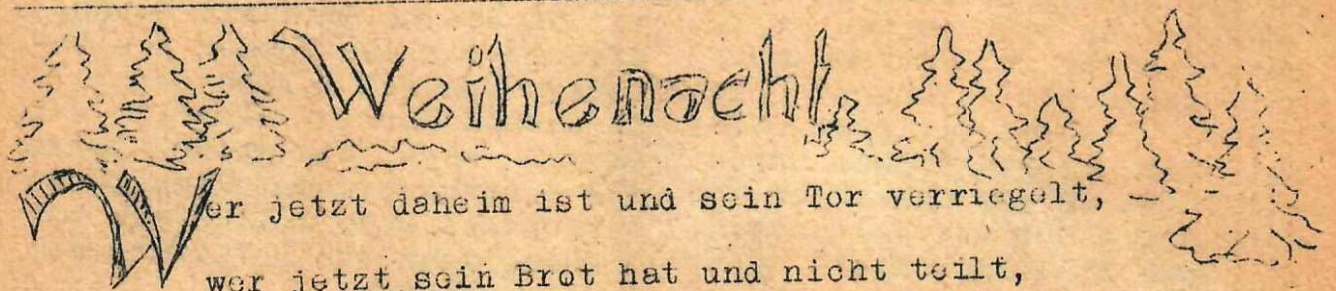 Weihenacht
Wer jetzt daheim ist und sein Tor verriegelt,
wer jetzt sein Brot hat und nicht teilt,